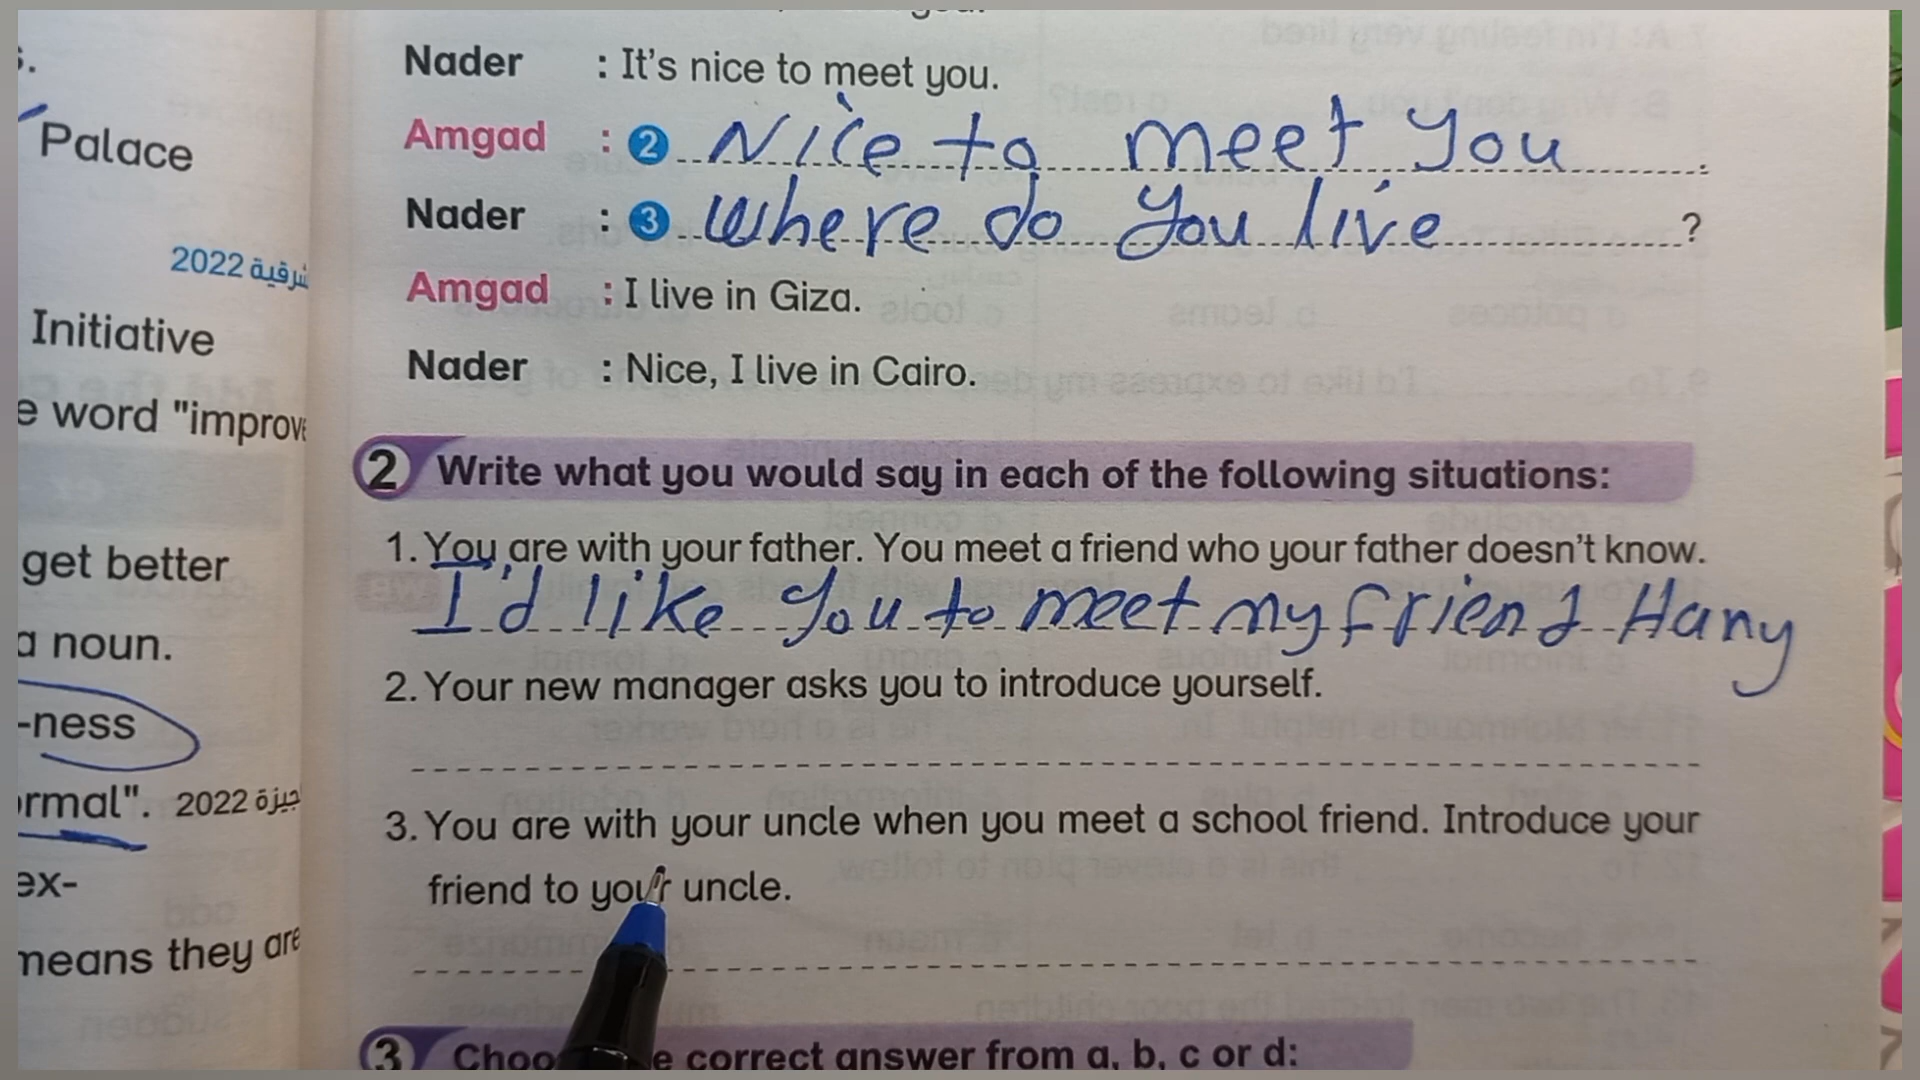 Nader : It's nice to meet you.
Amgad : 2 Nice to meet you .
Nader : 3 where do you live ?
Amgad : I live in Giza.
Nader : Nice, I live in Cairo.
2 Write what you would say in each of the following situations:
1. You are with your father. You meet a friend who your father doesn't know.
I'd like you to meet my friend Hany
2. Your new manager asks you to introduce yourself.
3. You are with your uncle when you meet a school friend. Introduce your
friend to your uncle.
3 correct answer from a, b, c or d:
Palace
2022
Initiative
word "improve
get better
a noun.
-ness
rmal". 2022 جيزة
ex-
means they are